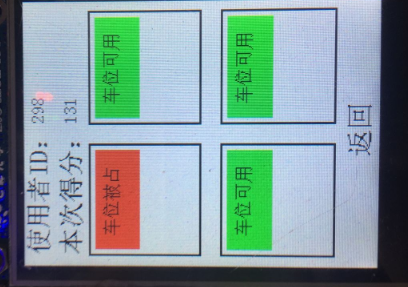 使用者ID: 298
本次得分: 131
车位被占 车位可用
车位可用 车位可用
返回